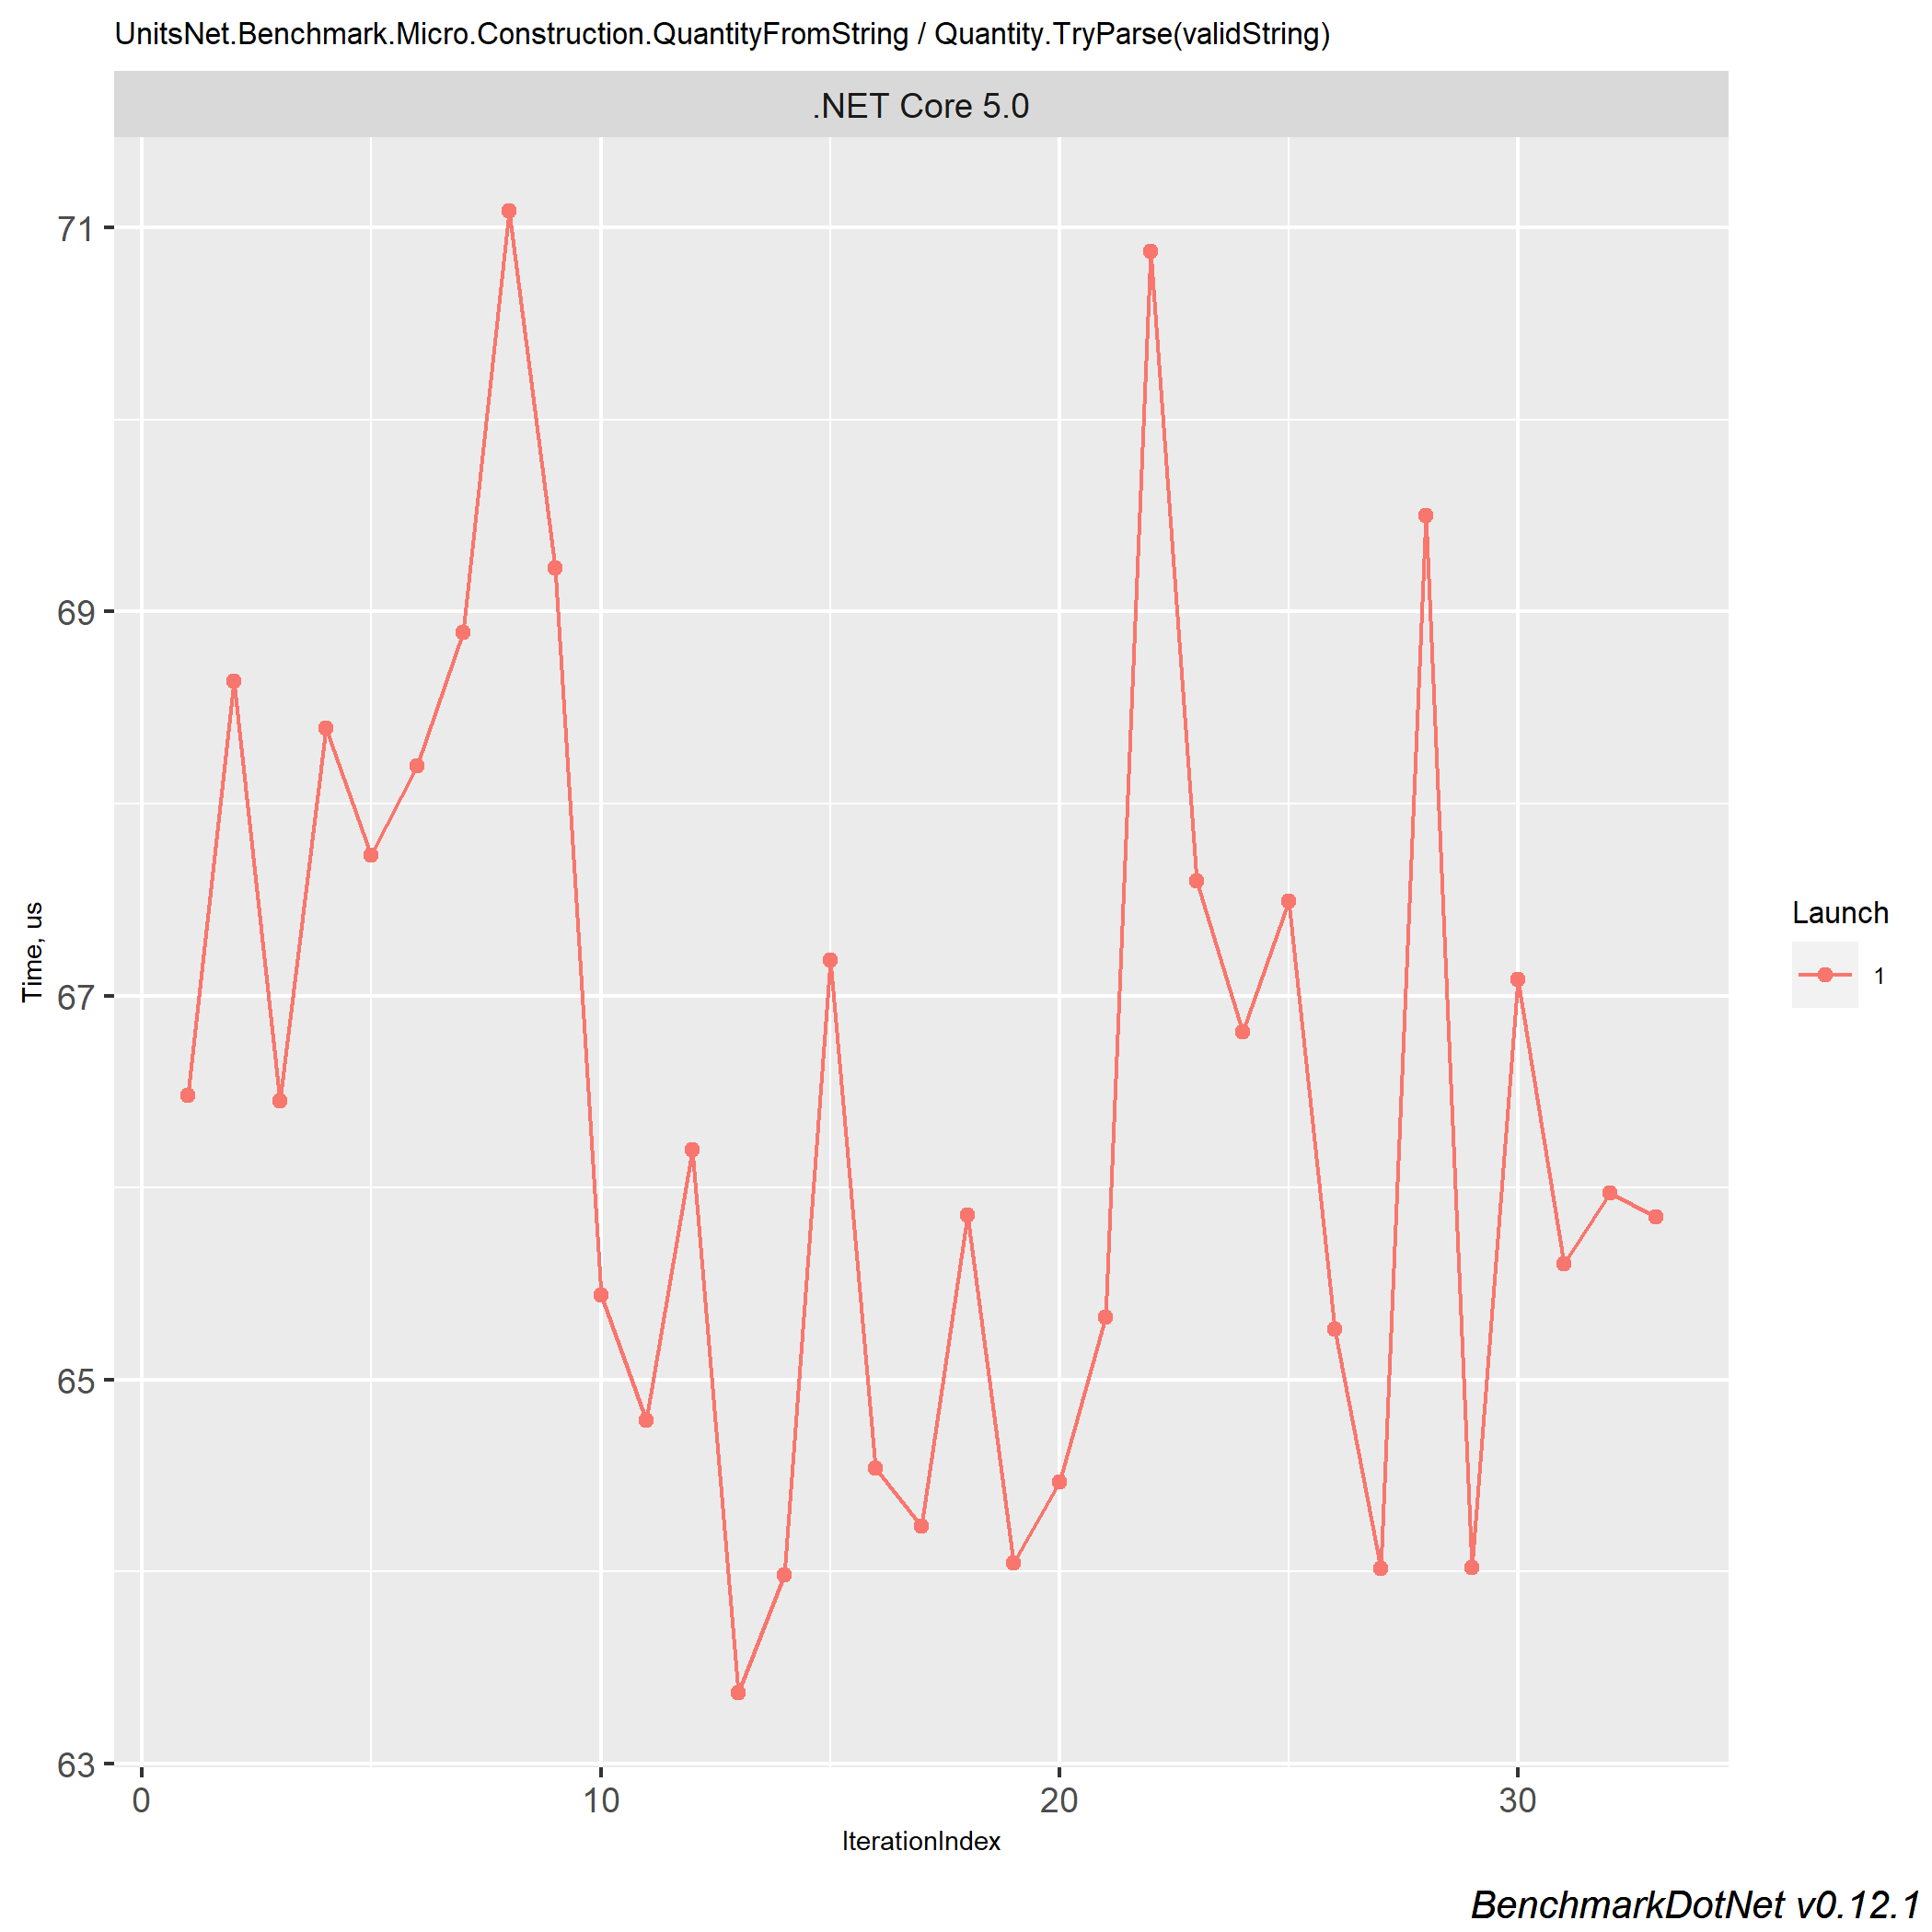 UnitsNet.Benchmark.Micro.Construction.QuantityFromString / Quantity.TryParse(validString)
.NET Core 5.0
71
69
67
65
63
Time, us
0 10 20 30
IterationIndex
Launch
1
BenchmarkDotNet v0.12.1